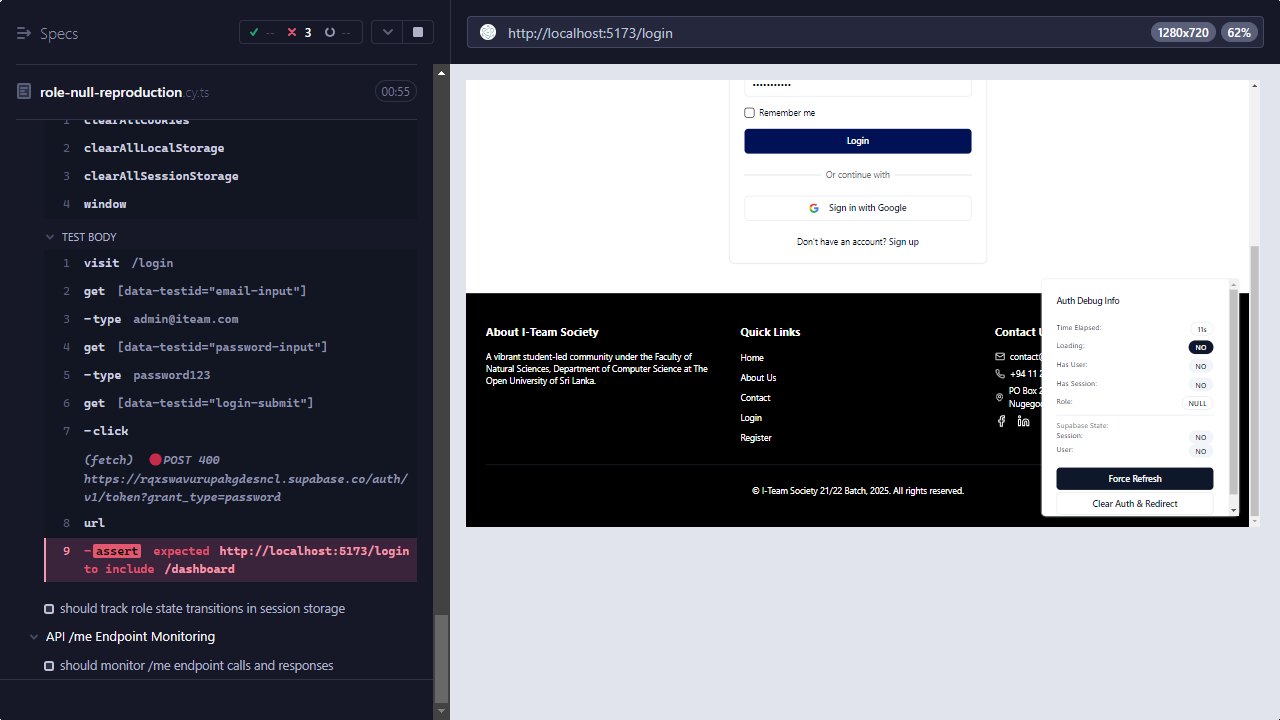 Specs
-- 3 --
role-null-reproduction.cy.ts
00:55
1 clearAllCookies
2 clearAllLocalStorage
3 clearAllSessionStorage
4 window
TEST BODY
1 visit /login
2 get [data-testid="email-input"]
3 -type admin@iteam.com
4 get [data-testid="password-input"]
5 -type password123
6 get [data-testid="login-submit"]
7 -click
(fetch) POST 400
https://rqxswavurupakgdesncl.supabase.co/auth/
v1/token?grant_type=password
8 url
9 -assert expected http://localhost:5173/login
to include /dashboard
should track role state transitions in session storage
API /me Endpoint Monitoring
should monitor /me endpoint calls and responses
http://localhost:5173/login
1280x720 62%
Remember me
Login
Or continue with
Sign in with Google
Don't have an account? Sign up
About I-Team Society
A vibrant student-led community under the Faculty of
Natural Sciences, Department of Computer Science at The
Open University of Sri Lanka.
Quick Links
Home
About Us
Contact
Login
Register
Contact
contact@
+94 11 2
PO Box 2
Nugego
© I-Team Society 21/22 Batch, 2025. All rights reserved.
Auth Debug Info
Time Elapsed: 11s
Loading: NO
Has User: NO
Has Session: NO
Role: NULL
Supabase State:
Session: NO
User: NO
Force Refresh
Clear Auth & Redirect